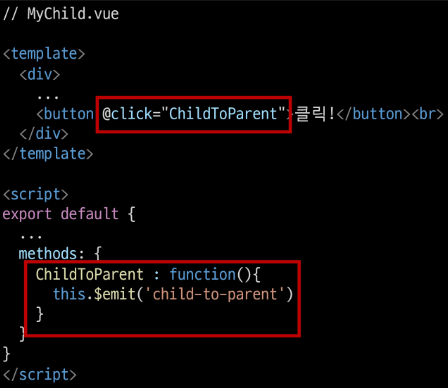 // MyChild.vue
<template>
  <div>
    ...
    <button @click="ChildToParent">클릭!</button><br>
  </div>
</template>
<script>
export default {
  ...
  methods: {
    ChildToParent : function(){
      this.$emit('child-to-parent')
    }
  }
}
</script>